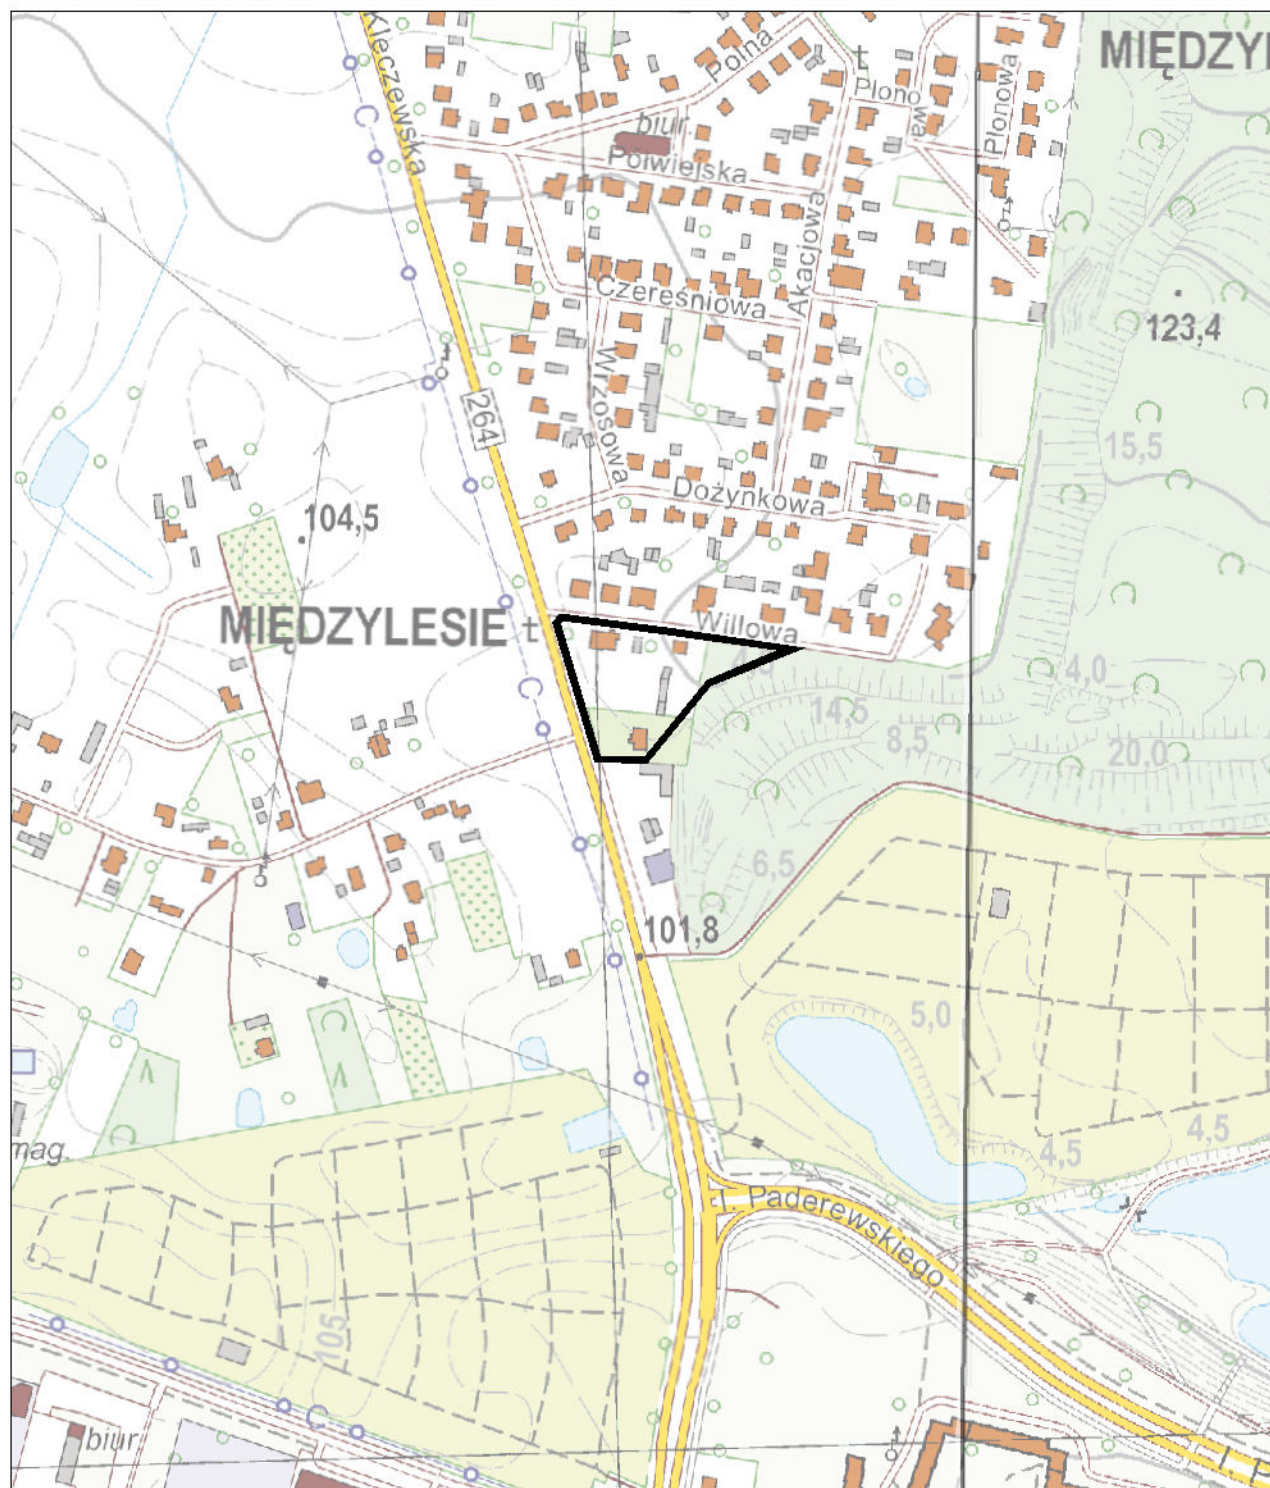 Kleczewska
Polna
t
MIĘDZY
Płono
wa
Płonowa
biur.
Połwiejska
Akacjowa
Czereśniowa
123,4
Wrzosowa
264
15,5
Dożynkowa
104,5
MIĘDZYLESIE t
Willowa
4,0
14,5
8,5
20,0
6,5
101,8
5,0
mag.
4,5
4,5
I. Paderewskiego
105
biur
I. P